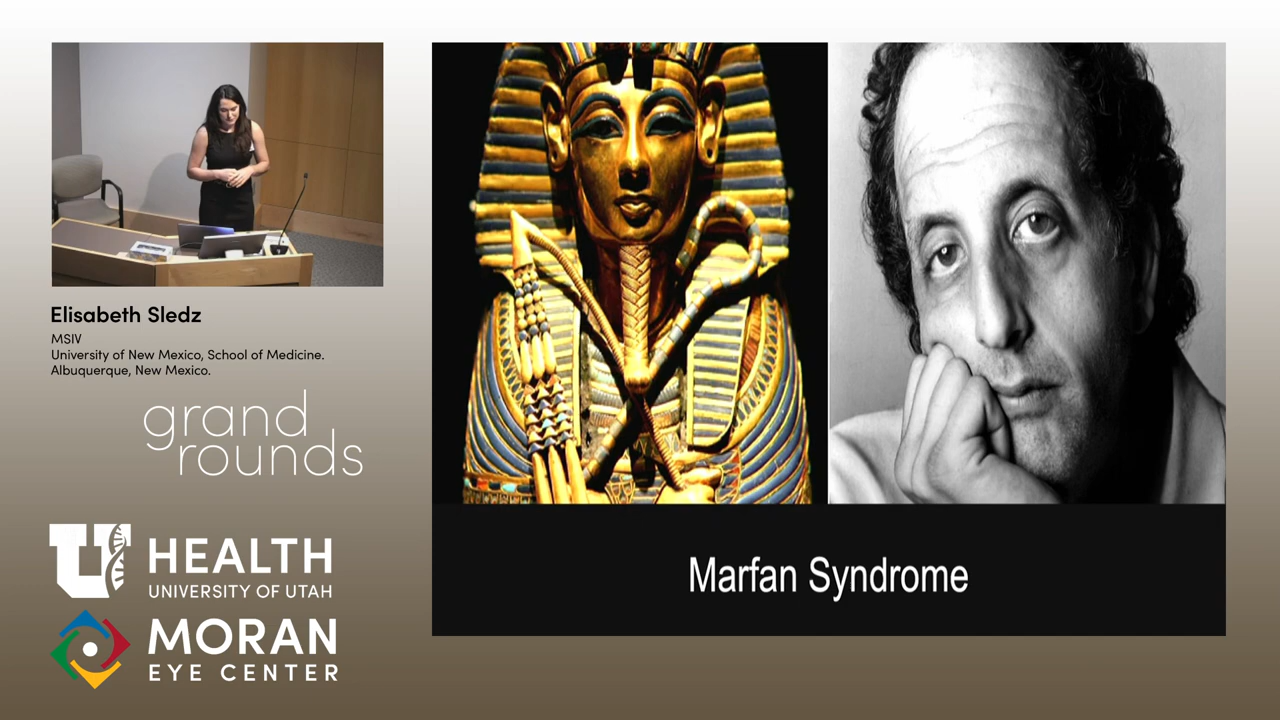 Elisabeth Sledz
MSIV
University of New Mexico, School of Medicine.
Albuquerque, New Mexico.
grand
rounds
U HEALTH
UNIVERSITY OF UTAH
MORAN
EYE CENTER
Marfan Syndrome